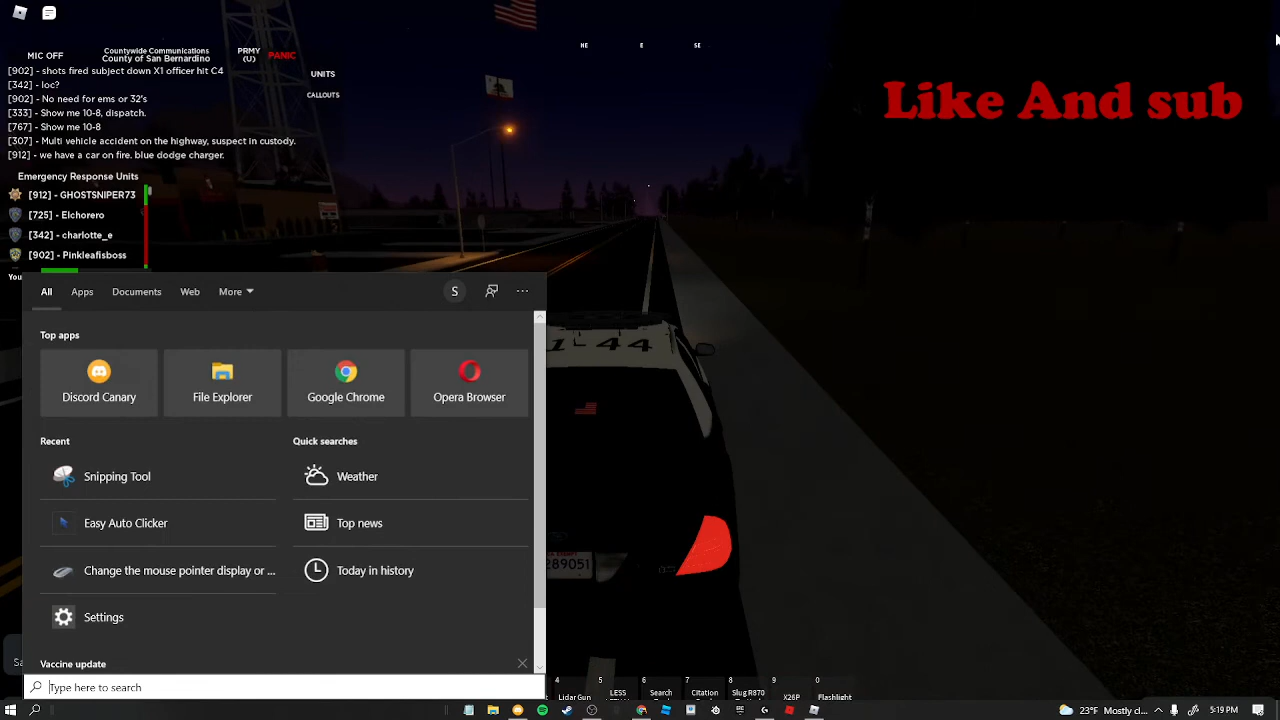 HE E SE
MIC OFF
Countywide Communications
County of San Bernardino
PRMY
(U)
PANIC
[902] - shots fired subject down X1 officer hit C4
UNITS
[342] - loc?
CALLOUTS
[902] - No need for ems or 32's
[333] - Show me 10-8, dispatch.
[767] - Show me 10-8
[307] - Multi vehicle accident on the highway, suspect in custody.
[912] - we have a car on fire. blue dodge charger.
Like And sub
Emergency Response Units
[912] - GHOSTSNIPER73
[725] - Elchorero
[342] - charlotte_e
[902] - Pinkleafisboss
You
All Apps Documents Web More S
Top apps
Discord Canary File Explorer Google Chrome Opera Browser
Recent
Snipping Tool
Easy Auto Clicker
Change the mouse pointer display or ...
Settings
Quick searches
Weather
Top news
Today in history
Vaccine update
Type here to search
1L44
289051
4 5 6 7 8 9 0
Lidar Gun LESS Search Citation Slug R870 X26P Flashlight
22°F 5:19 PM